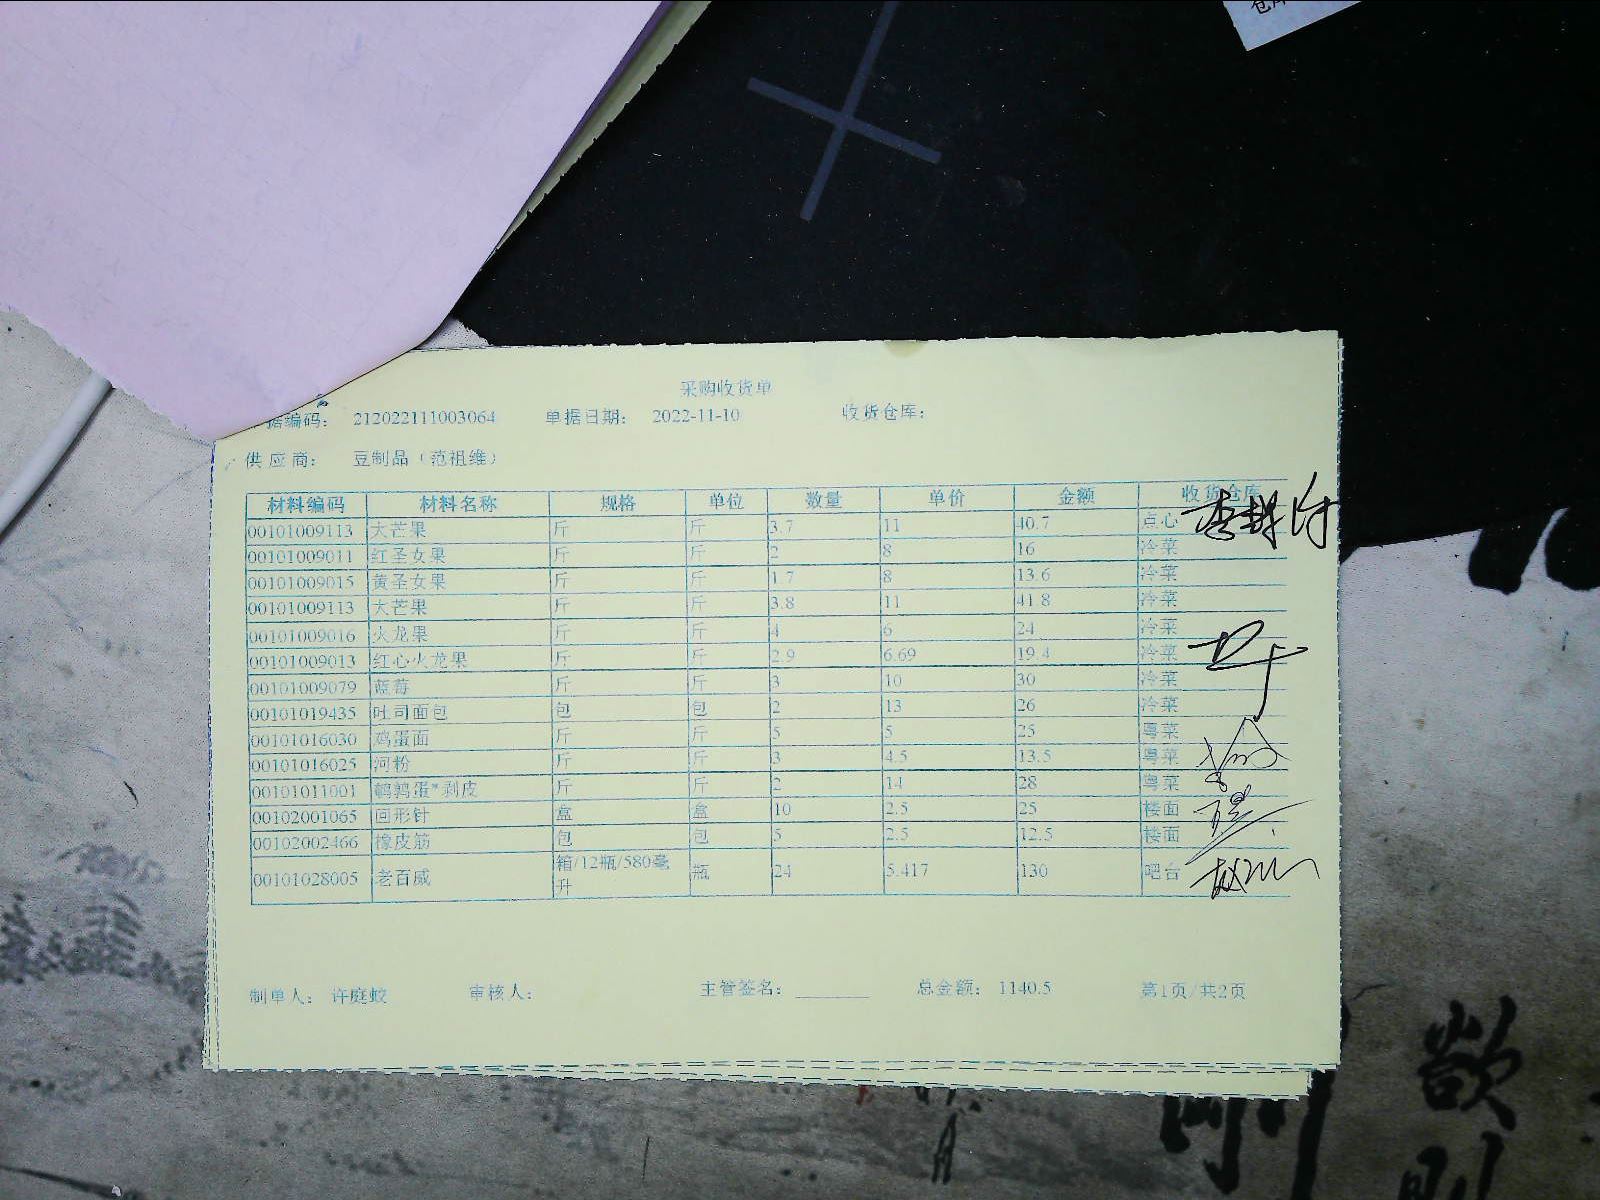 采购收货单
据编码： 212022111003064 单据日期： 2022-11-10 收货仓库：
供应商： 豆制品（范祖维）
材料编码 材料名称 规格 单位 数量 单价 金额 收货仓库
00101009113 大芒果 斤 斤 3.7 11 40.7 点心
00101009011 红圣女果 斤 斤 2 8 16 冷菜
00101009015 黄圣女果 斤 斤 1.7 8 13.6 冷菜
00101009113 大芒果 斤 斤 3.8 11 41.8 冷菜
00101009016 火龙果 斤 斤 4 6 24 冷菜
00101009013 红心火龙果 斤 斤 2.9 6.69 19.4 冷菜
00101009079 蓝莓 斤 斤 3 10 30 冷菜
00101019435 吐司面包 包 包 2 13 26 冷菜
00101016030 鸡蛋面 斤 斤 5 5 25 粤菜
00101016025 河粉 斤 斤 3 4.5 13.5 粤菜
00101011001 鹌鹑蛋*剥皮 斤 斤 2 14 28 粤菜
00102001065 回形针 盒 盒 10 2.5 25 楼面
00102002466 橡皮筋 包 包 5 2.5 12.5 楼面
00101028005 老百威 箱/12瓶/580毫升 瓶 24 5.417 130 吧台
制单人： 许庭蛟 审核人： 主管签名： 总金额： 1140.5 第1页/共2页